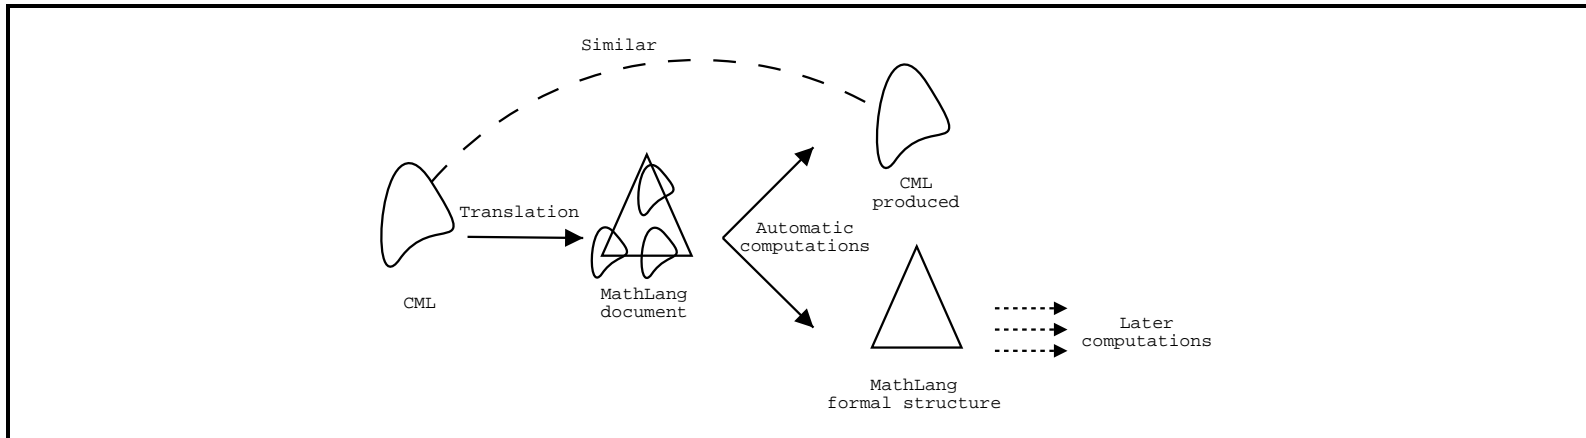 Similar
CML
produced
Translation
Automatic
computations
CML
MathLang
document
Later
computations
MathLang
formal structure